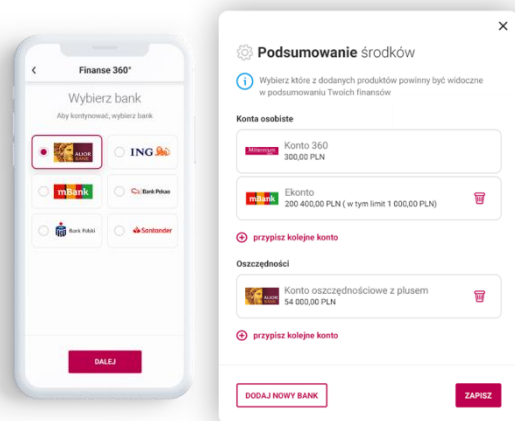 Finanse 360°
Wybierz bank
Aby kontynować, wybierz bank
ALIOR BANK
ING
mBank
Bank Pekao
Bank Polski
Santander
DALEJ
Podsumowanie środków
Wybierz które z dodanych produktów powinny być widoczne
w podsumowaniu Twoich finansów
Konta osobiste
Millennium
Konto 360
300,00 PLN
mBank
Ekonto
200 400,00 PLN ( w tym limit 1 000,00 PLN)
przypisz kolejne konto
Oszczędności
ALIOR BANK
Konto oszczędnościowe z plusem
54 000,00 PLN
przypisz kolejne konto
DODAJ NOWY BANK
ZAPISZ